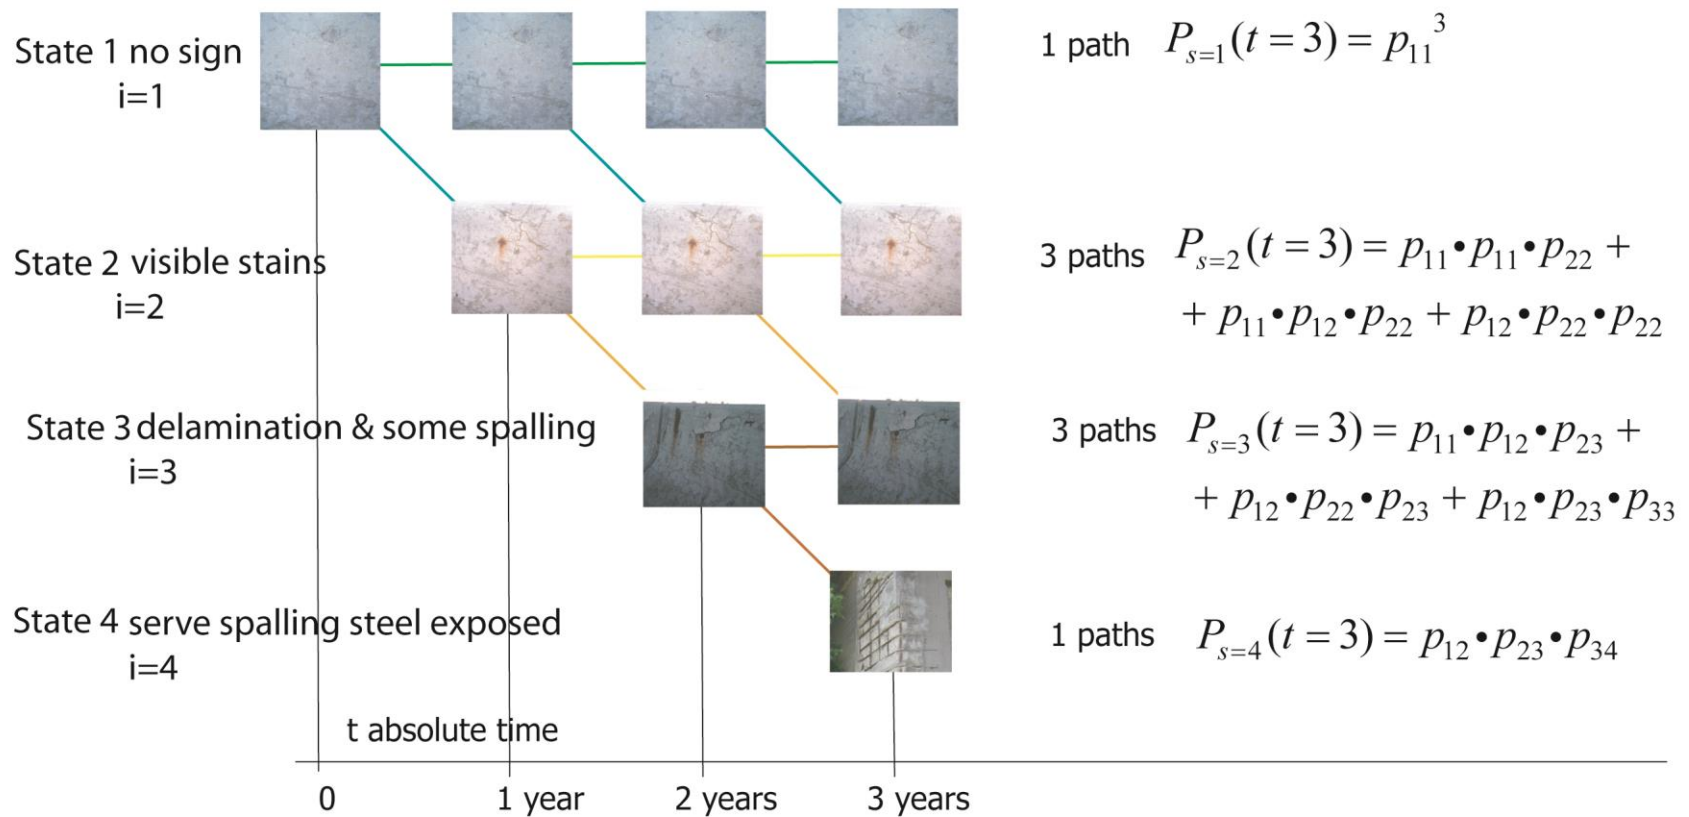 State 1 no sign
i=1
1 path P_{s=1}(t = 3) = p_{11}^3
State 2 visible stains
i=2
3 paths P_{s=2}(t = 3) = p_{11}•p_{11}•p_{22} +
+ p_{11}•p_{12}•p_{22} + p_{12}•p_{22}•p_{22}
State 3 delamination & some spalling
i=3
3 paths P_{s=3}(t = 3) = p_{11}•p_{12}•p_{23} +
+ p_{12}•p_{22}•p_{23} + p_{12}•p_{23}•p_{33}
State 4 serve spalling steel exposed
i=4
1 paths P_{s=4}(t = 3) = p_{12}•p_{23}•p_{34}
t absolute time
0 1 year 2 years 3 years